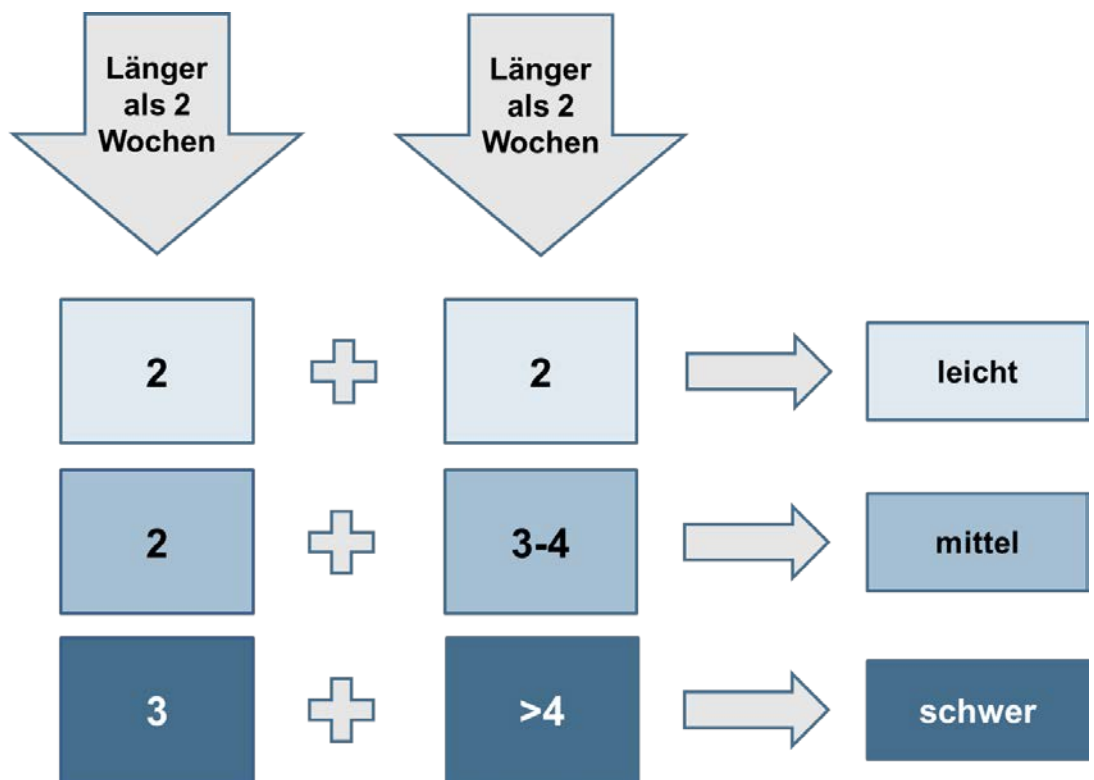 Länger
als 2
Wochen
Länger
als 2
Wochen
2
2
leicht
2
3-4
mittel
3
>4
schwer